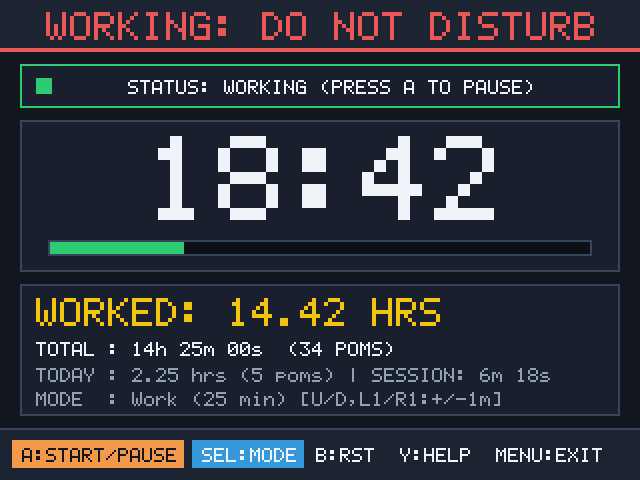 WORKING: DO NOT DISTURB
STATUS: WORKING (PRESS A TO PAUSE)
18:42
WORKED: 14.42 HRS
TOTAL : 14h 25m 00s (34 POMS)
TODAY : 2.25 hrs (5 poms) | SESSION: 6m 18s
MODE : Work (25 min) [U/D,L1/R1:+/-1m]
A:START/PAUSE SEL:MODE B:RST Y:HELP MENU:EXIT